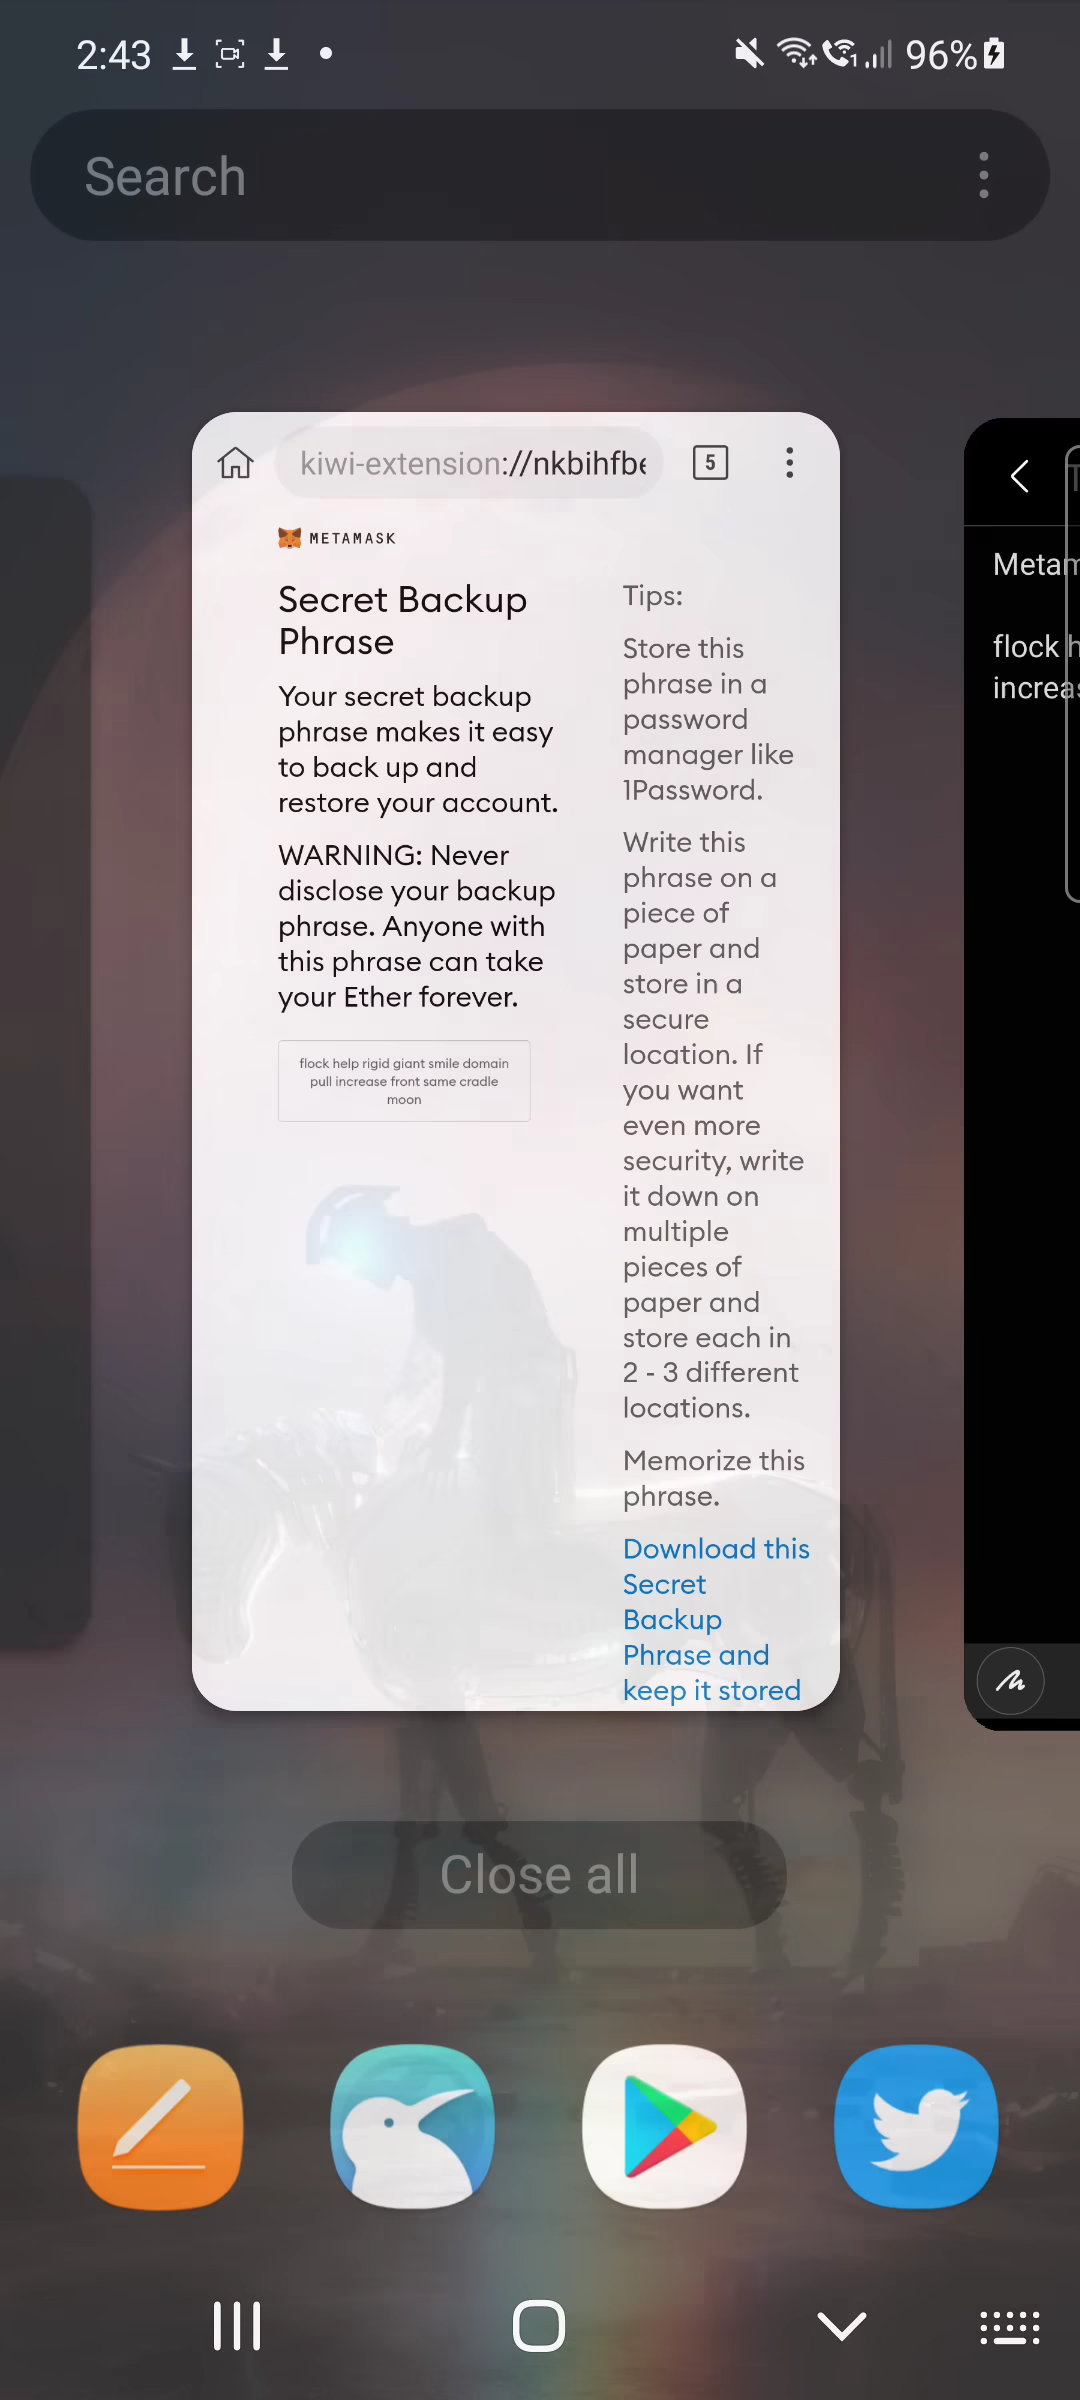 2:43
96%
Search
kiwi-extension://nkbihfbe
5
METAMASK
Secret Backup
Phrase
Your secret backup
phrase makes it easy
to back up and
restore your account.
WARNING: Never
disclose your backup
phrase. Anyone with
this phrase can take
your Ether forever.
flock help rigid giant smile domain
pull increase front same cradle
moon
Tips:
Store this
phrase in a
password
manager like
1Password.
Write this
phrase on a
piece of
paper and
store in a
secure
location. If
you want
even more
security, write
it down on
multiple
pieces of
paper and
store each in
2 - 3 different
locations.
Memorize this
phrase.
Download this
Secret
Backup
Phrase and
keep it stored
Metam
flock h
increas
Close all